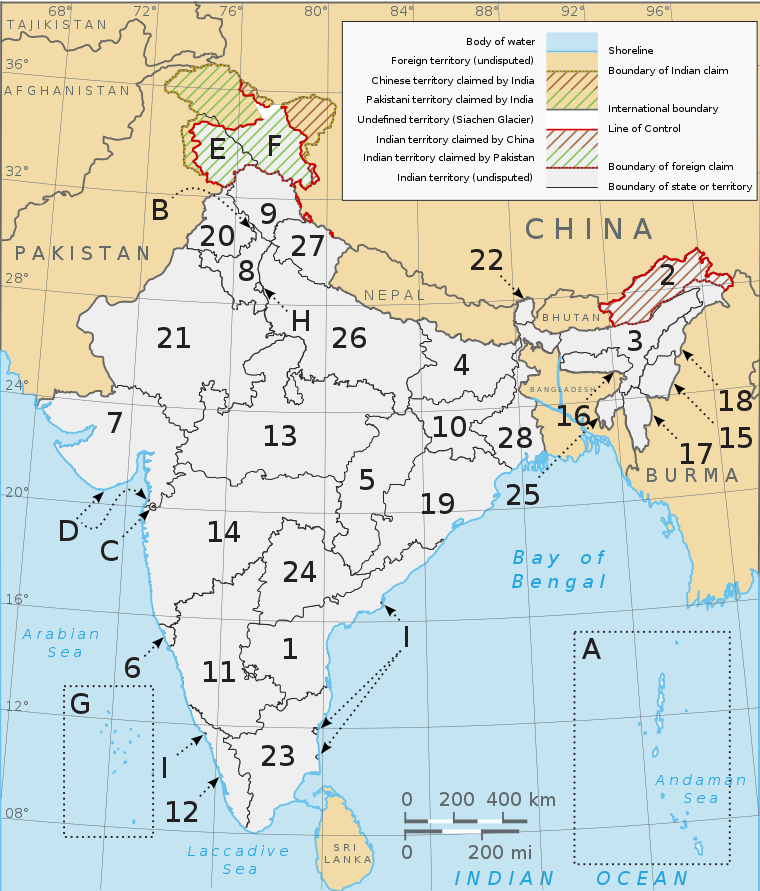 68° 72° 76° 80° 84° 88° 92° 96°
TAJIKISTAN
36°
AFGHANISTAN
Body of water
Foreign territory (undisputed)
Chinese territory claimed by India
Pakistani territory claimed by India
Undefined territory (Siachen Glacier)
Indian territory claimed by China
Indian territory claimed by Pakistan
Indian territory (undisputed)
Shoreline
Boundary of Indian claim
International boundary
Line of Control
Boundary of foreign claim
Boundary of state or territory
E F
32°
B
9
20
27
CHINA
PAKISTAN
8
22
2
28°
NEPAL
BHUTAN
H
21
26
3
4
24°
BANGLADESH
18
7
16
10
15
13
28
17
5
BURMA
20°
25
19
D
14
C
Bay of
Bengal
24
16°
Arabian
Sea
I
A
1
6
11
G
12°
23
I
Andaman
Sea
12
0 200 400 km
08°
0 200 mi
SRI
LANKA
Laccadive
Sea
INDIAN OCEAN